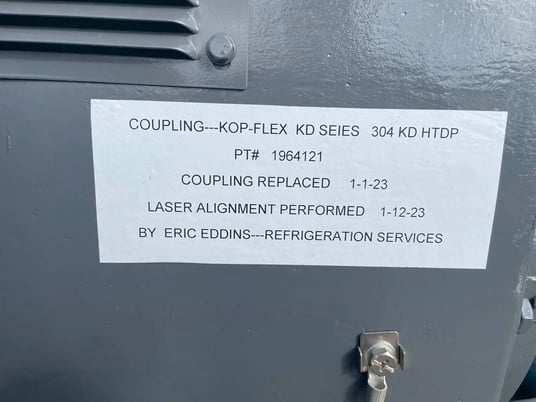 COUPLING---KOP-FLEX KD SEIES 304 KD HTDP
PT# 1964121
COUPLING REPLACED 1-1-23
LASER ALIGNMENT PERFORMED 1-12-23
BY ERIC EDDINS---REFRIGERATION SERVICES